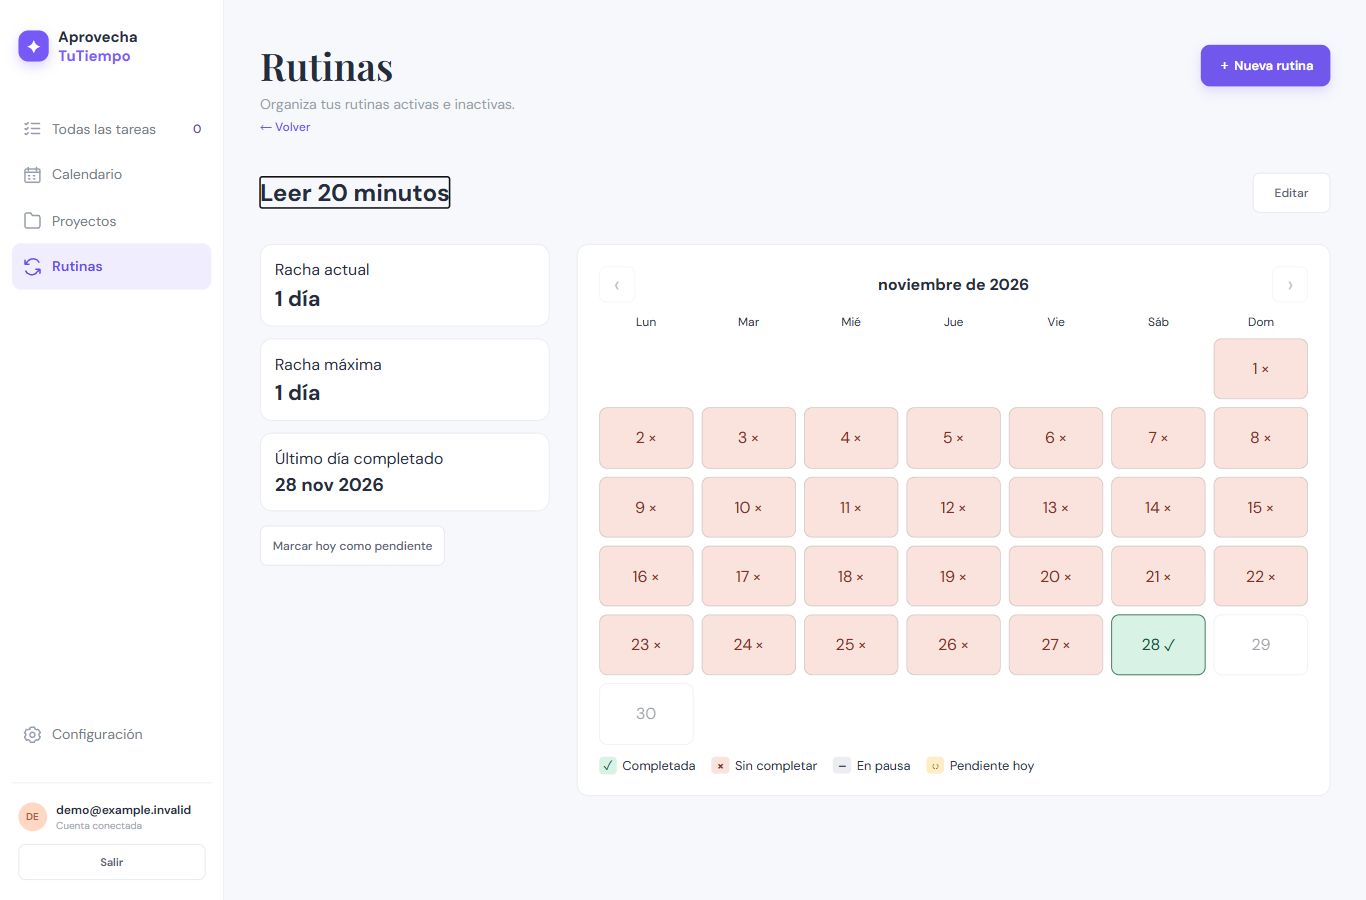 Aprovecha
TuTiempo
Todas las tareas 0
Calendario
Proyectos
Rutinas
Configuración
DE
demo@example.invalid
Cuenta conectada
Salir
Rutinas
Organiza tus rutinas activas e inactivas.
← Volver
+ Nueva rutina
Leer 20 minutos
Editar
Racha actual
1 día
Racha máxima
1 día
Último día completado
28 nov 2026
Marcar hoy como pendiente
‹ noviembre de 2026 ›
Lun Mar Mié Jue Vie Sáb Dom
1 ×
2 × 3 × 4 × 5 × 6 × 7 × 8 ×
9 × 10 × 11 × 12 × 13 × 14 × 15 ×
16 × 17 × 18 × 19 × 20 × 21 × 22 ×
23 × 24 × 25 × 26 × 27 × 28 ✓ 29
30
✓ Completada × Sin completar – En pausa ○ Pendiente hoy